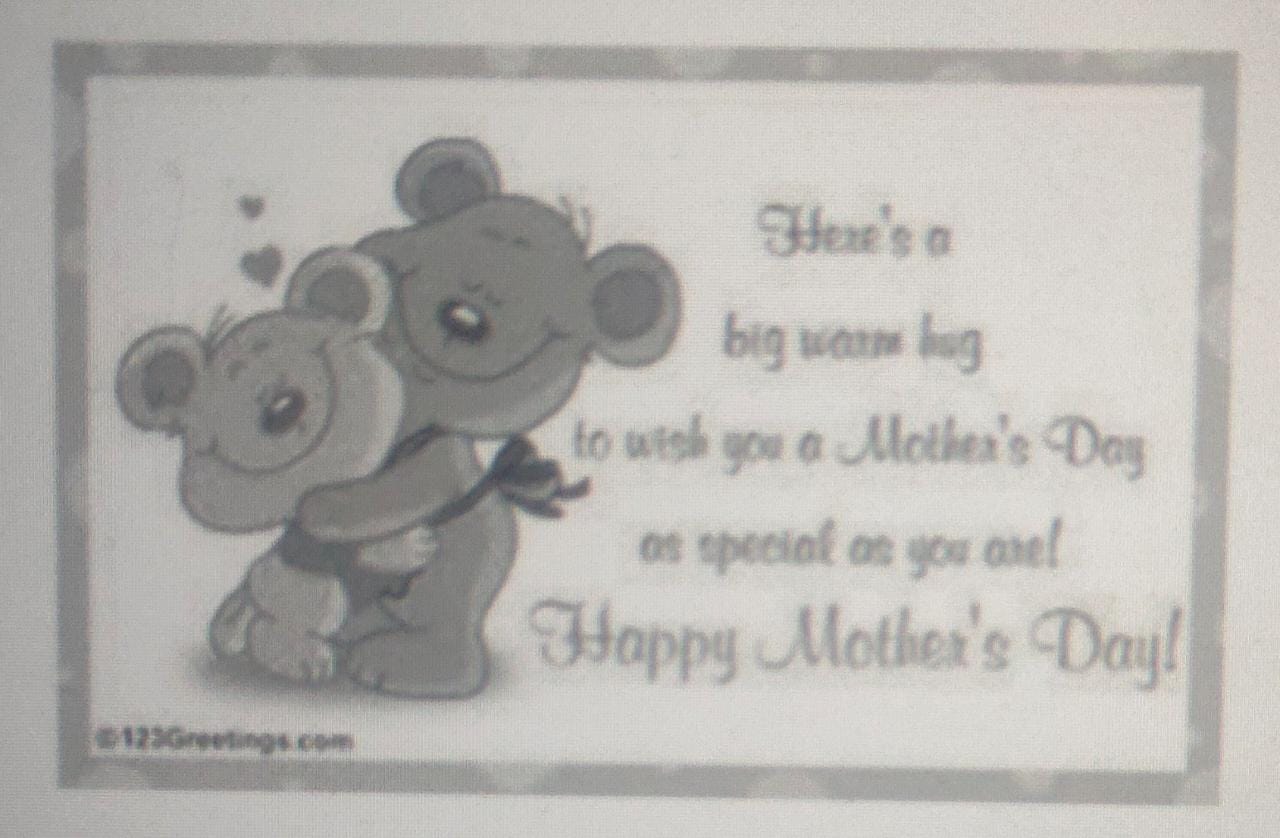 Here's a
big warm hug
to wish you a Mother's Day
as special as you are!
Happy Mother's Day!
©123Greetings.com